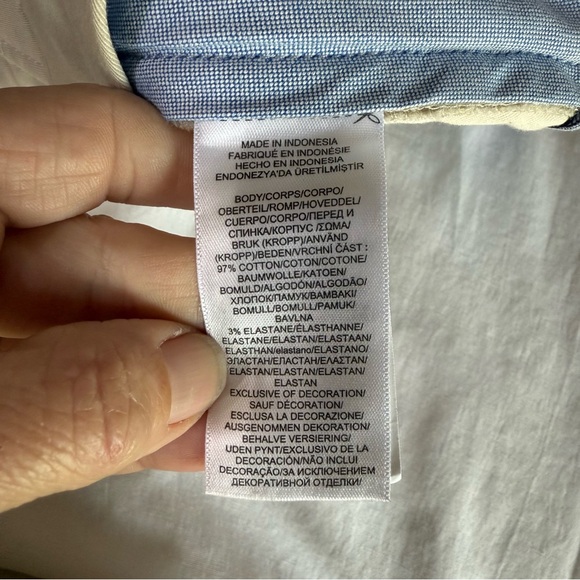 MADE IN INDONESIA
FABRIQUÉ EN INDONÉSIE
HECHO EN INDONESIA
ENDONEZYA'DA ÜRETİLMİŞTİR
BODY/CORPS/CORPO/
OBERTEIL/ROMP/HOVEDDEL/
CUERPO/CORPO/ПЕРЕД И
СПИНКА/КОРПУС /ΣΩΜΑ/
BRUK (KROPP)/ANVÄND
(KROPP)/BEDEN/VRCHNÍ ČÁST :
97% COTTON/COTON/COTONE/
BAUMWOLLE/KATOEN/
BOMULD/ALGODÓN/ALGODÃO/
ХЛОПОК/ПАМУК/ΒΑΜΒΑΚΙ/
BOMULL/BOMULL/PAMUK/
BAVLNA
3% ELASTANE/ÉLASTHANNE/
ELASTANE/ELASTAN/ELASTAAN/
ELASTHAN/elastano/ELASTANO/
ЭЛАСТАН/ЕЛАСТАН/ΕΛΑΣΤΑΝ/
ELASTAN/ELASTAN/ELASTAN/
ELASTAN
EXCLUSIVE OF DECORATION/
SAUF DÉCORATION/
ESCLUSA LA DECORAZIONE/
AUSGENOMMEN DEKORATION/
BEHALVE VERSIERING/
UDEN PYNT/EXCLUSIVO DE LA
DECORACIÓN/NÃO INCLUI
DECORAÇÃO/ЗА ИСКЛЮЧЕНИЕМ
ДЕКОРАТИВНОЙ ОТДЕЛКИ/